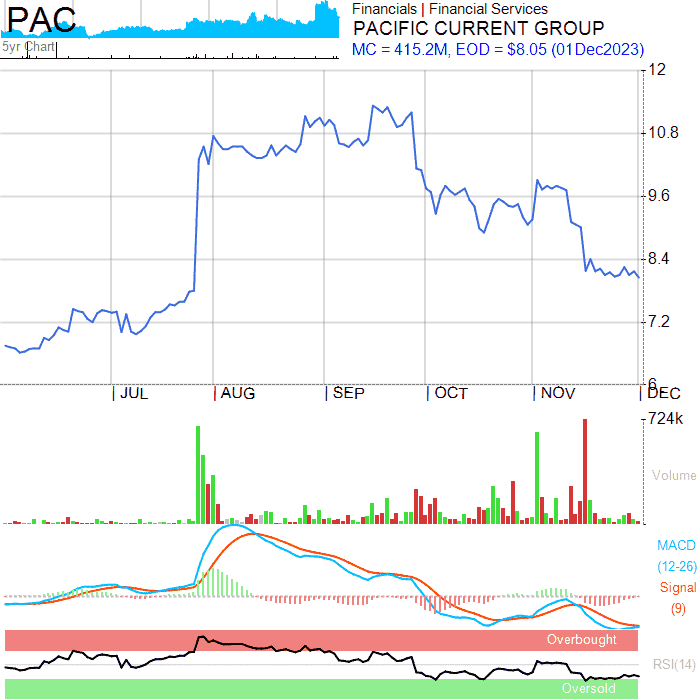 PAC
Financials | Financial Services
PACIFIC CURRENT GROUP
MC = 415.2M, EOD = $8.05 (01Dec2023)
5yr Chart
12
10.8
9.6
8.4
7.2
6
JUL AUG SEP OCT NOV DEC
724k
Volume
MACD
(12-26)
Signal
(9)
Overbought
RSI(14)
Oversold